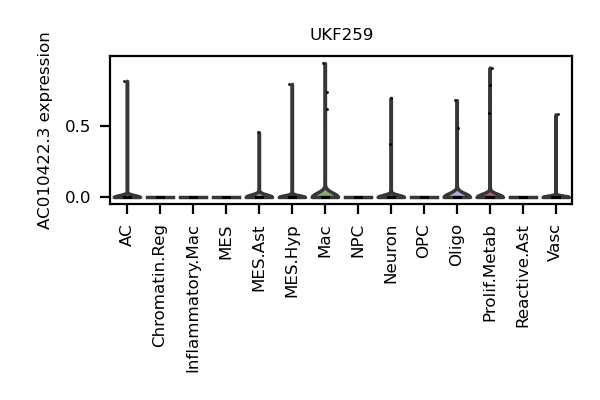 UKF259
AC010422.3 expression
0.5
0.0
AC
Chromatin.Reg
Inflammatory.Mac
MES
MES.Ast
MES.Hyp
Mac
NPC
Neuron
OPC
Oligo
Prolif.Metab
Reactive.Ast
Vasc